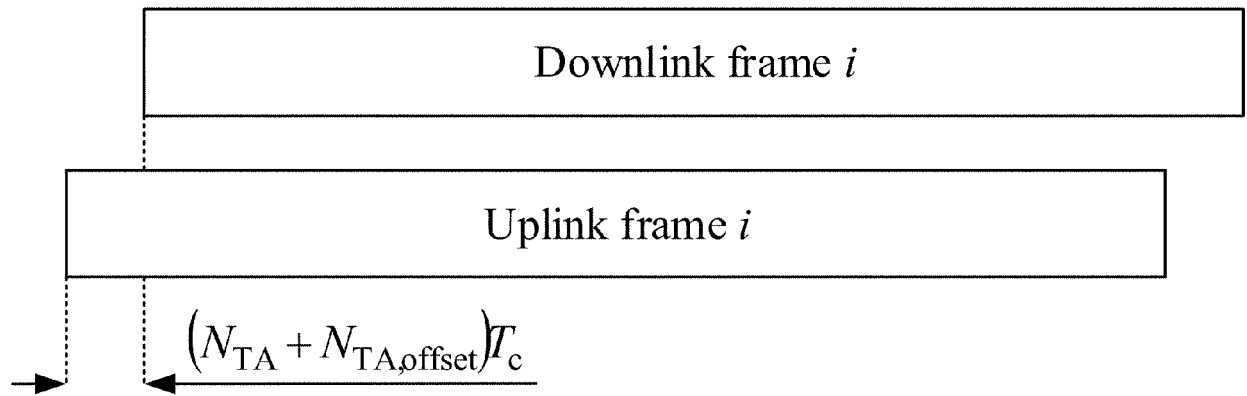 Downlink frame i
Uplink frame i
(N_TA + N_TA,offset)T_c